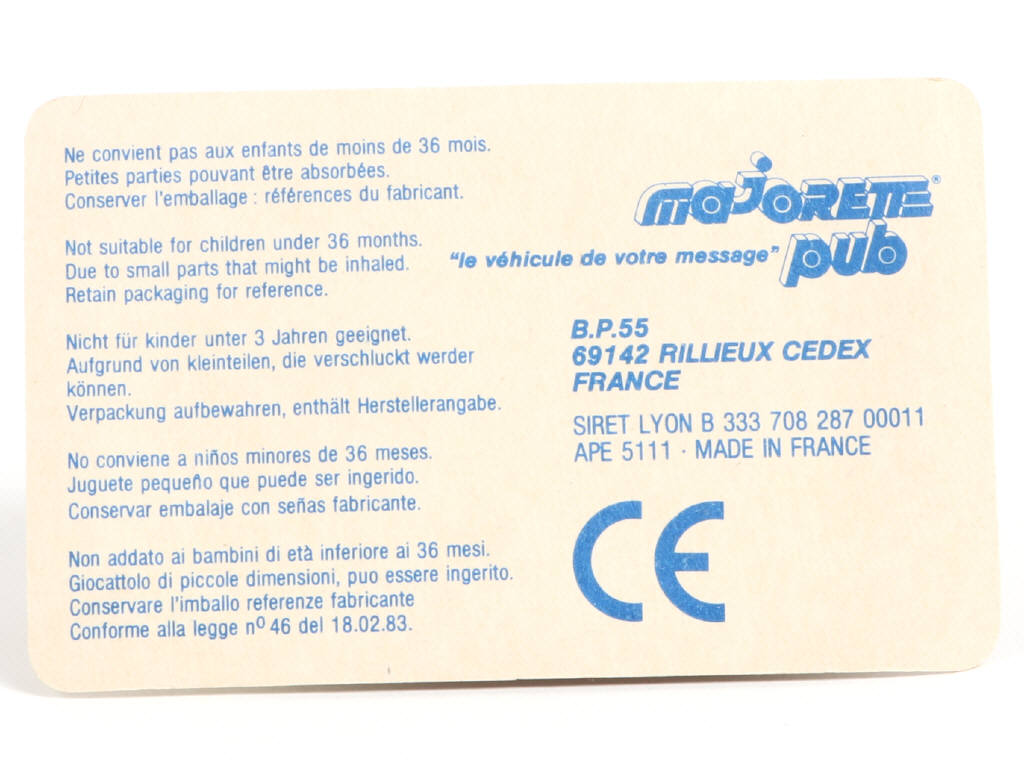 Ne convient pas aux enfants de moins de 36 mois.
Petites parties pouvant être absorbées.
Conserver l'emballage : références du fabricant.
Not suitable for children under 36 months.
Due to small parts that might be inhaled.
Retain packaging for reference.
Nicht für kinder unter 3 Jahren geeignet.
Aufgrund von kleinteilen, die verschluckt werder
können.
Verpackung aufbewahren, enthält Herstellerangabe.
No conviene a niños minores de 36 meses.
Juguete pequeño que puede ser ingerido.
Conservar embalaje con señas fabricante.
Non addato ai bambini di età inferiore ai 36 mesi.
Giocattolo di piccole dimensioni, puo essere ingerito.
Conservare l'imballo referenze fabricante
Conforme alla legge nº 46 del 18.02.83.
majorette®
"le véhicule de votre message" pub
B.P.55
69142 RILLIEUX CEDEX
FRANCE
SIRET LYON B 333 708 287 00011
APE 5111 · MADE IN FRANCE
CE